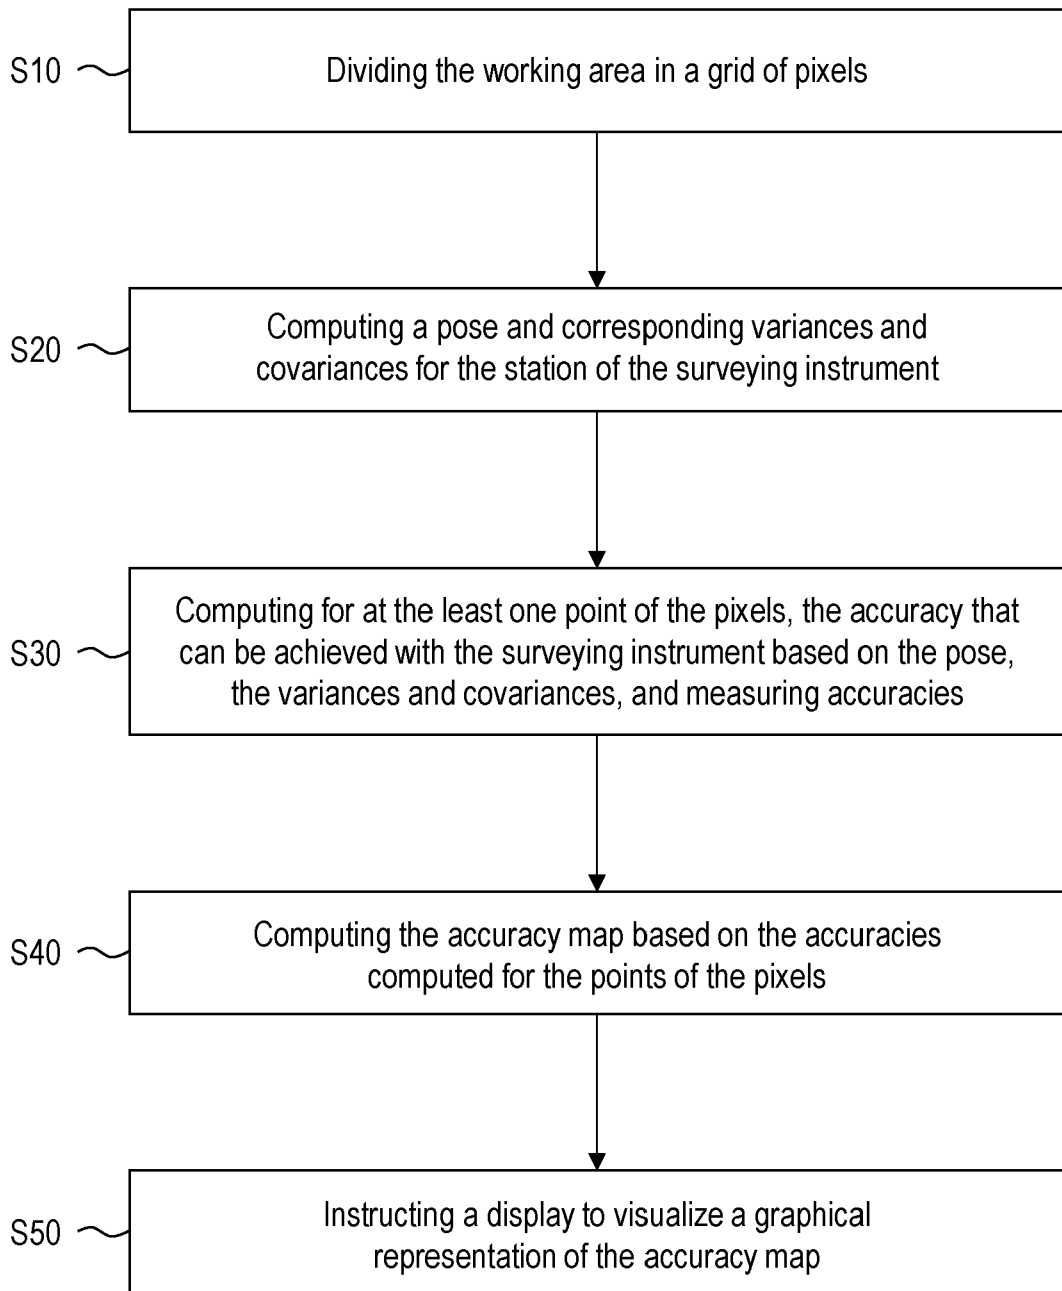 S10
Dividing the working area in a grid of pixels
S20
Computing a pose and corresponding variances and
covariances for the station of the surveying instrument
S30
Computing for at the least one point of the pixels, the accuracy that
can be achieved with the surveying instrument based on the pose,
the variances and covariances, and measuring accuracies
S40
Computing the accuracy map based on the accuracies
computed for the points of the pixels
S50
Instructing a display to visualize a graphical
representation of the accuracy map